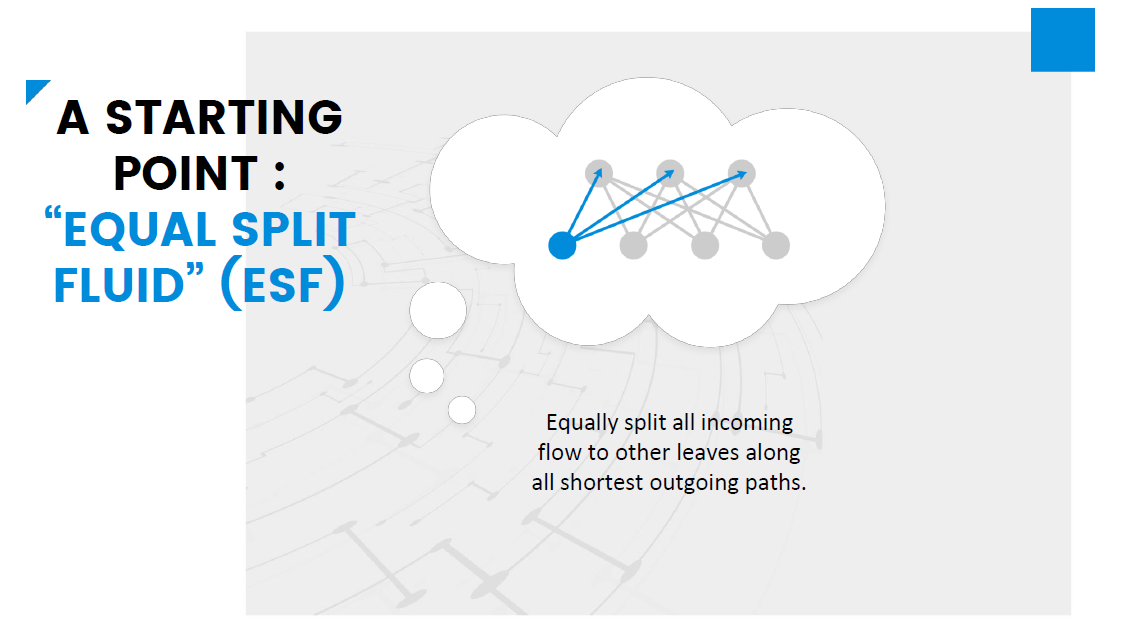 A STARTING
POINT :
“EQUAL SPLIT
FLUID” (ESF)
Equally split all incoming
flow to other leaves along
all shortest outgoing paths.